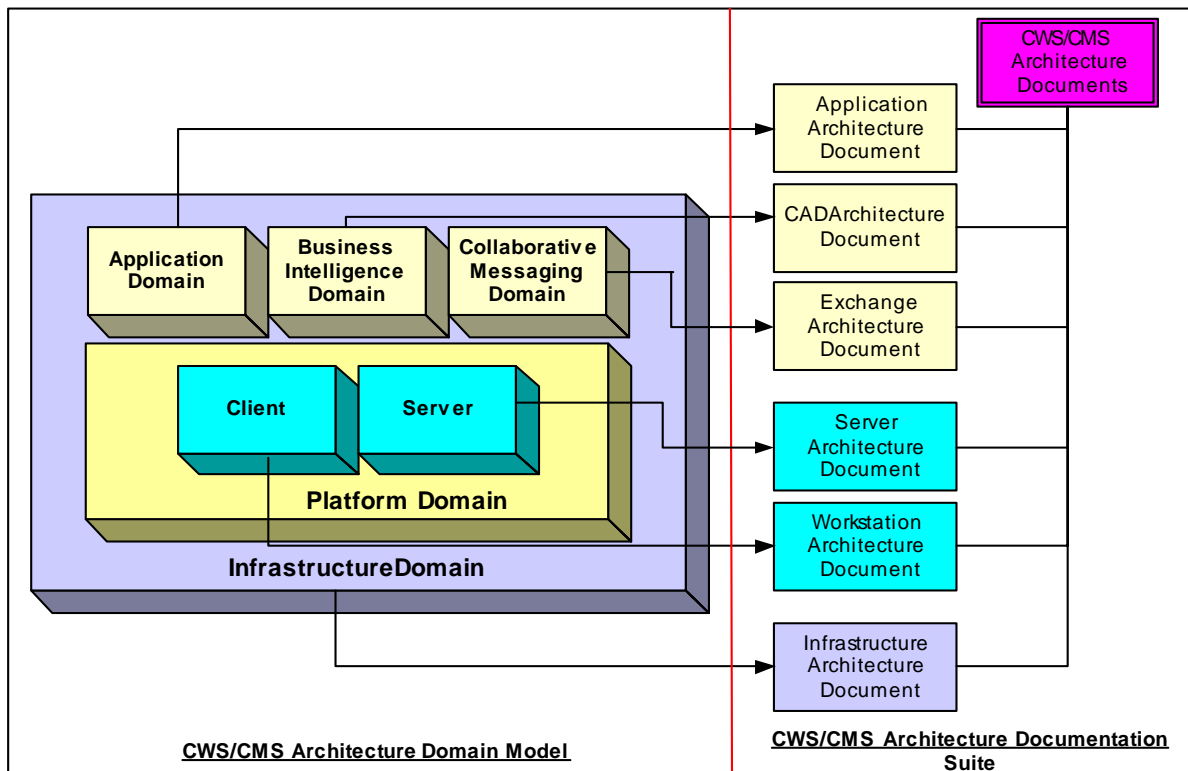 CWS/CMS
Architecture
Documents
Application
Architecture
Document
CADArchitecture
Document
Exchange
Architecture
Document
Server
Architecture
Document
Workstation
Architecture
Document
Infrastructure
Architecture
Document
Application
Domain
Business
Intelligence
Domain
Collaborative
Messaging
Domain
Client
Server
Platform Domain
InfrastructureDomain
CWS/CMS Architecture Domain Model
CWS/CMS Architecture Documentation
Suite